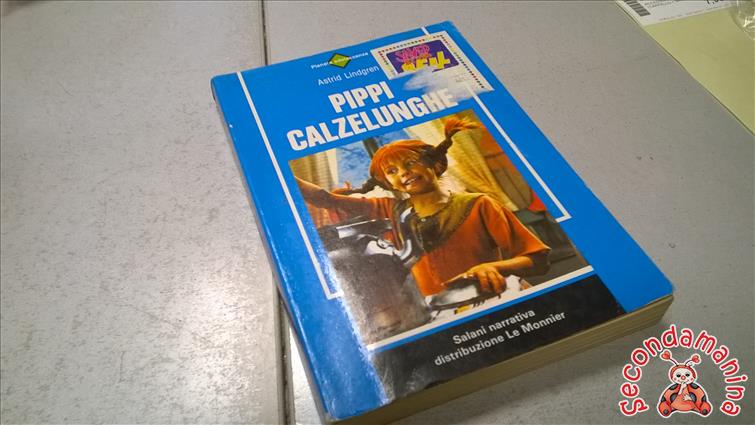 Astrid Lindgren
PIPPI
CALZELUNGHE
Salani narrativa
distribuzione Le Monnier
Secondamanina